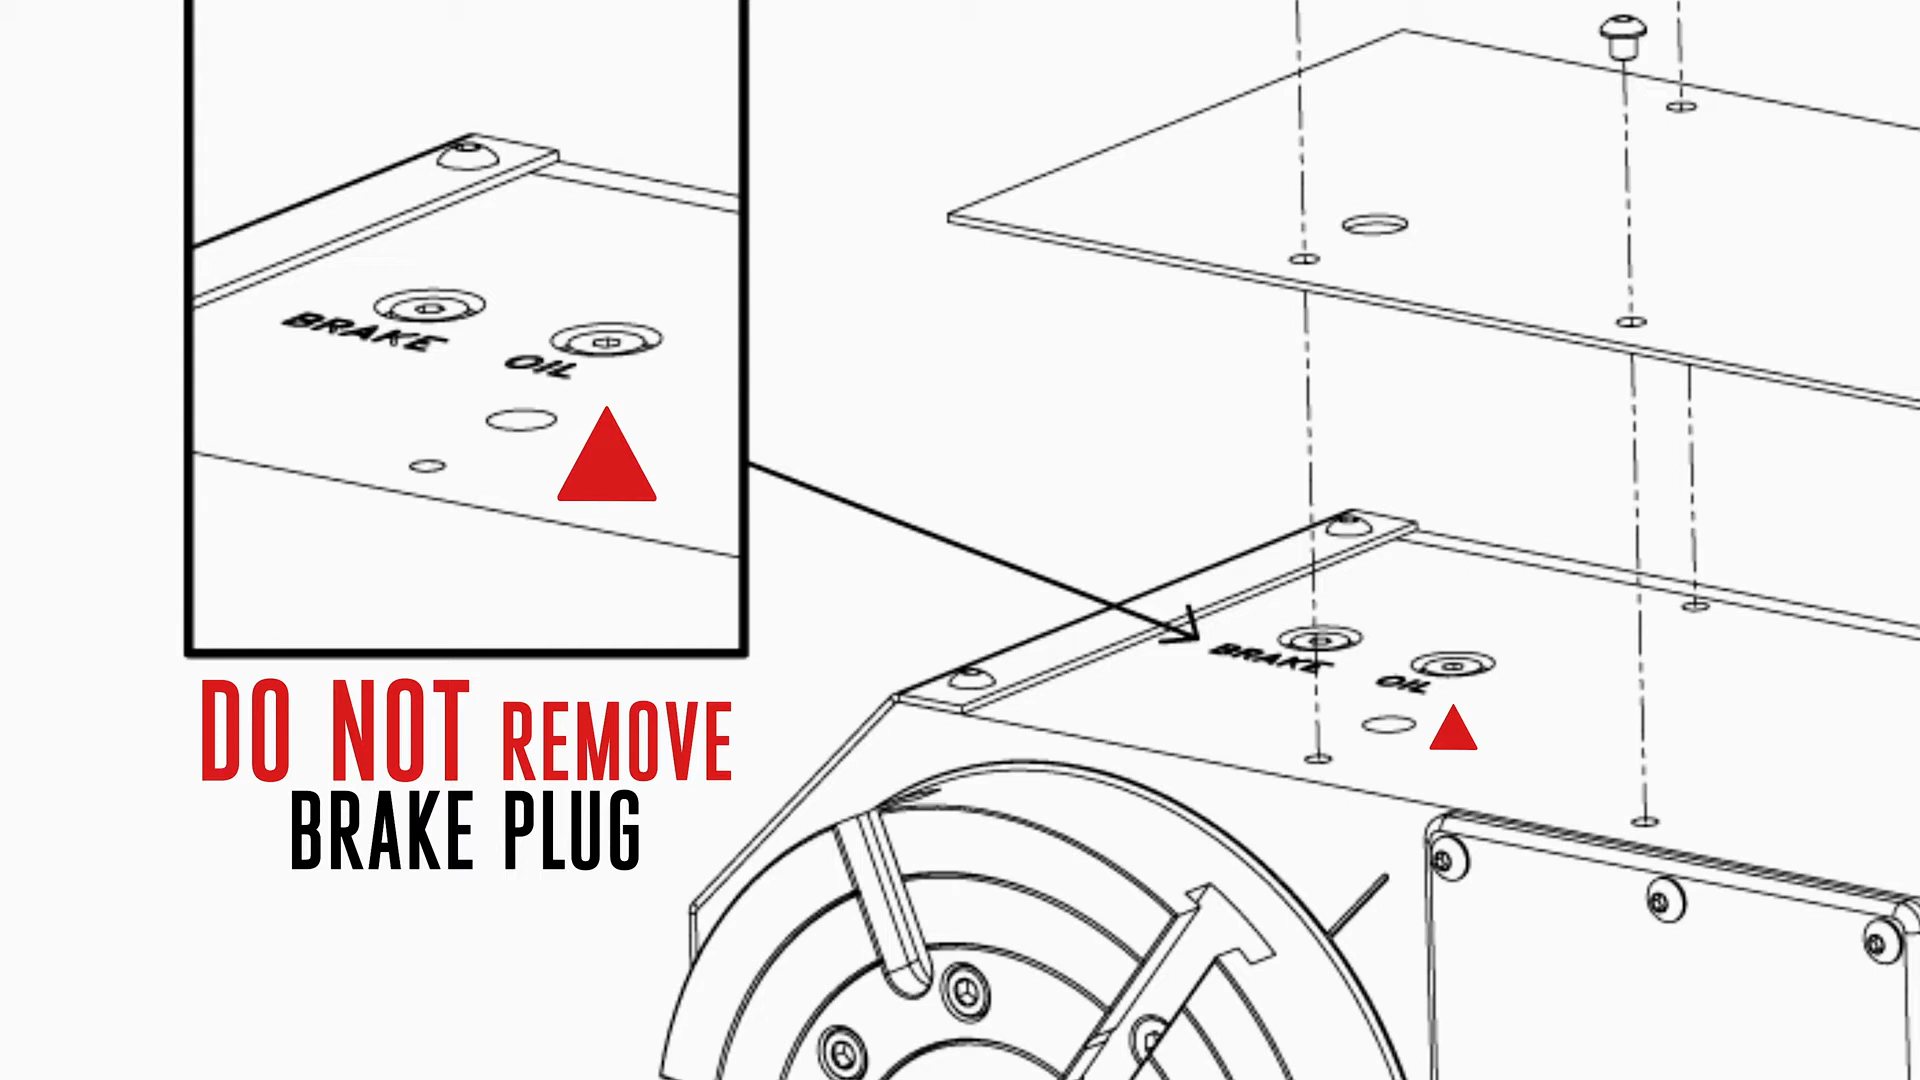 BRAKE
OIL
DO NOT REMOVE
BRAKE PLUG
BRAKE
OIL